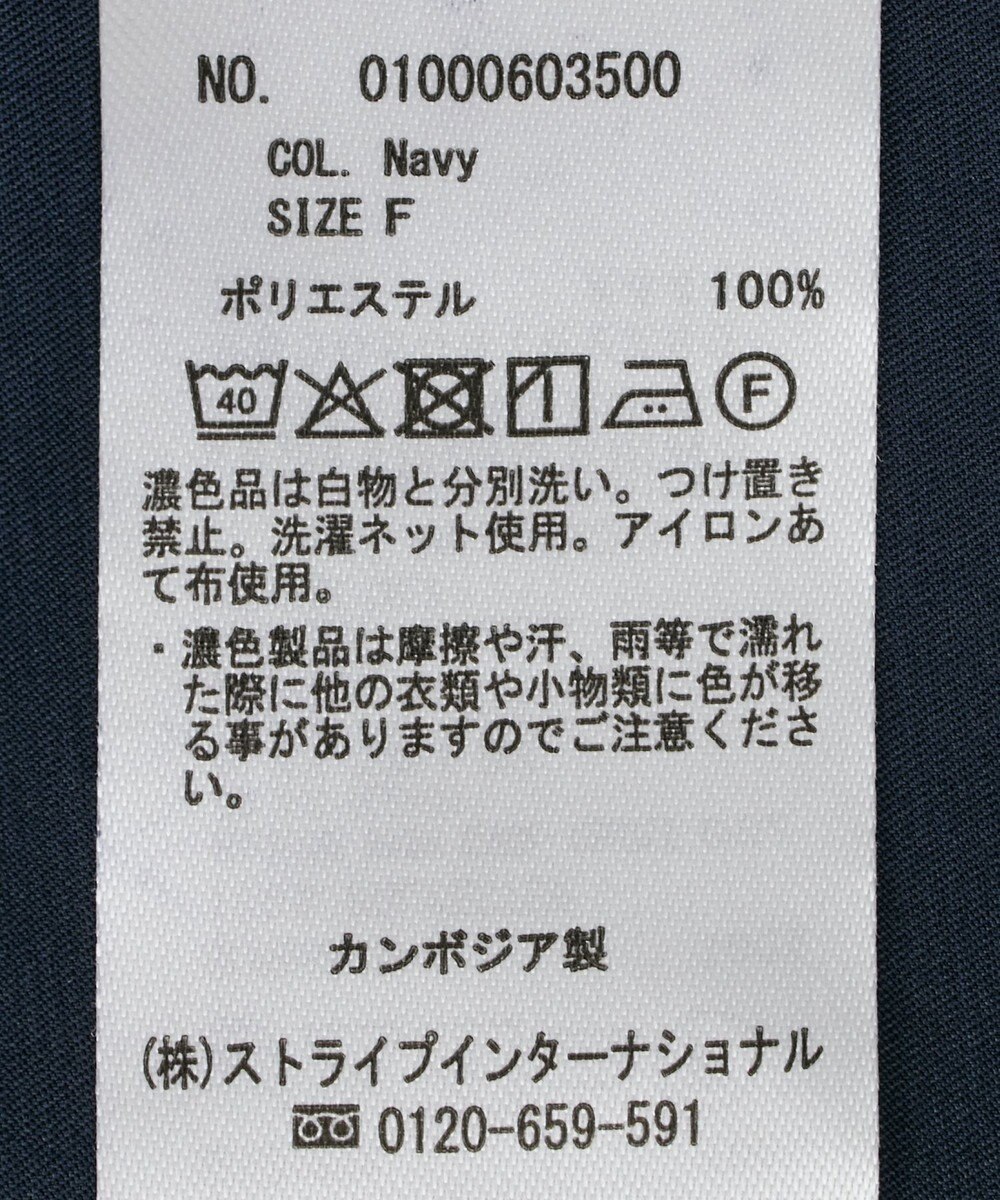 NO. 01000603500
COL. Navy
SIZE F
ポリエステル 100%
40 F
濃色品は白物と分別洗い。つけ置き
禁止。洗濯ネット使用。アイロンあ
て布使用。
・濃色製品は摩擦や汗、雨等で濡れ
た際に他の衣類や小物類に色が移
る事がありますのでご注意くださ
い。
カンボジア製
(株)ストライプインターナショナル
0120-659-591